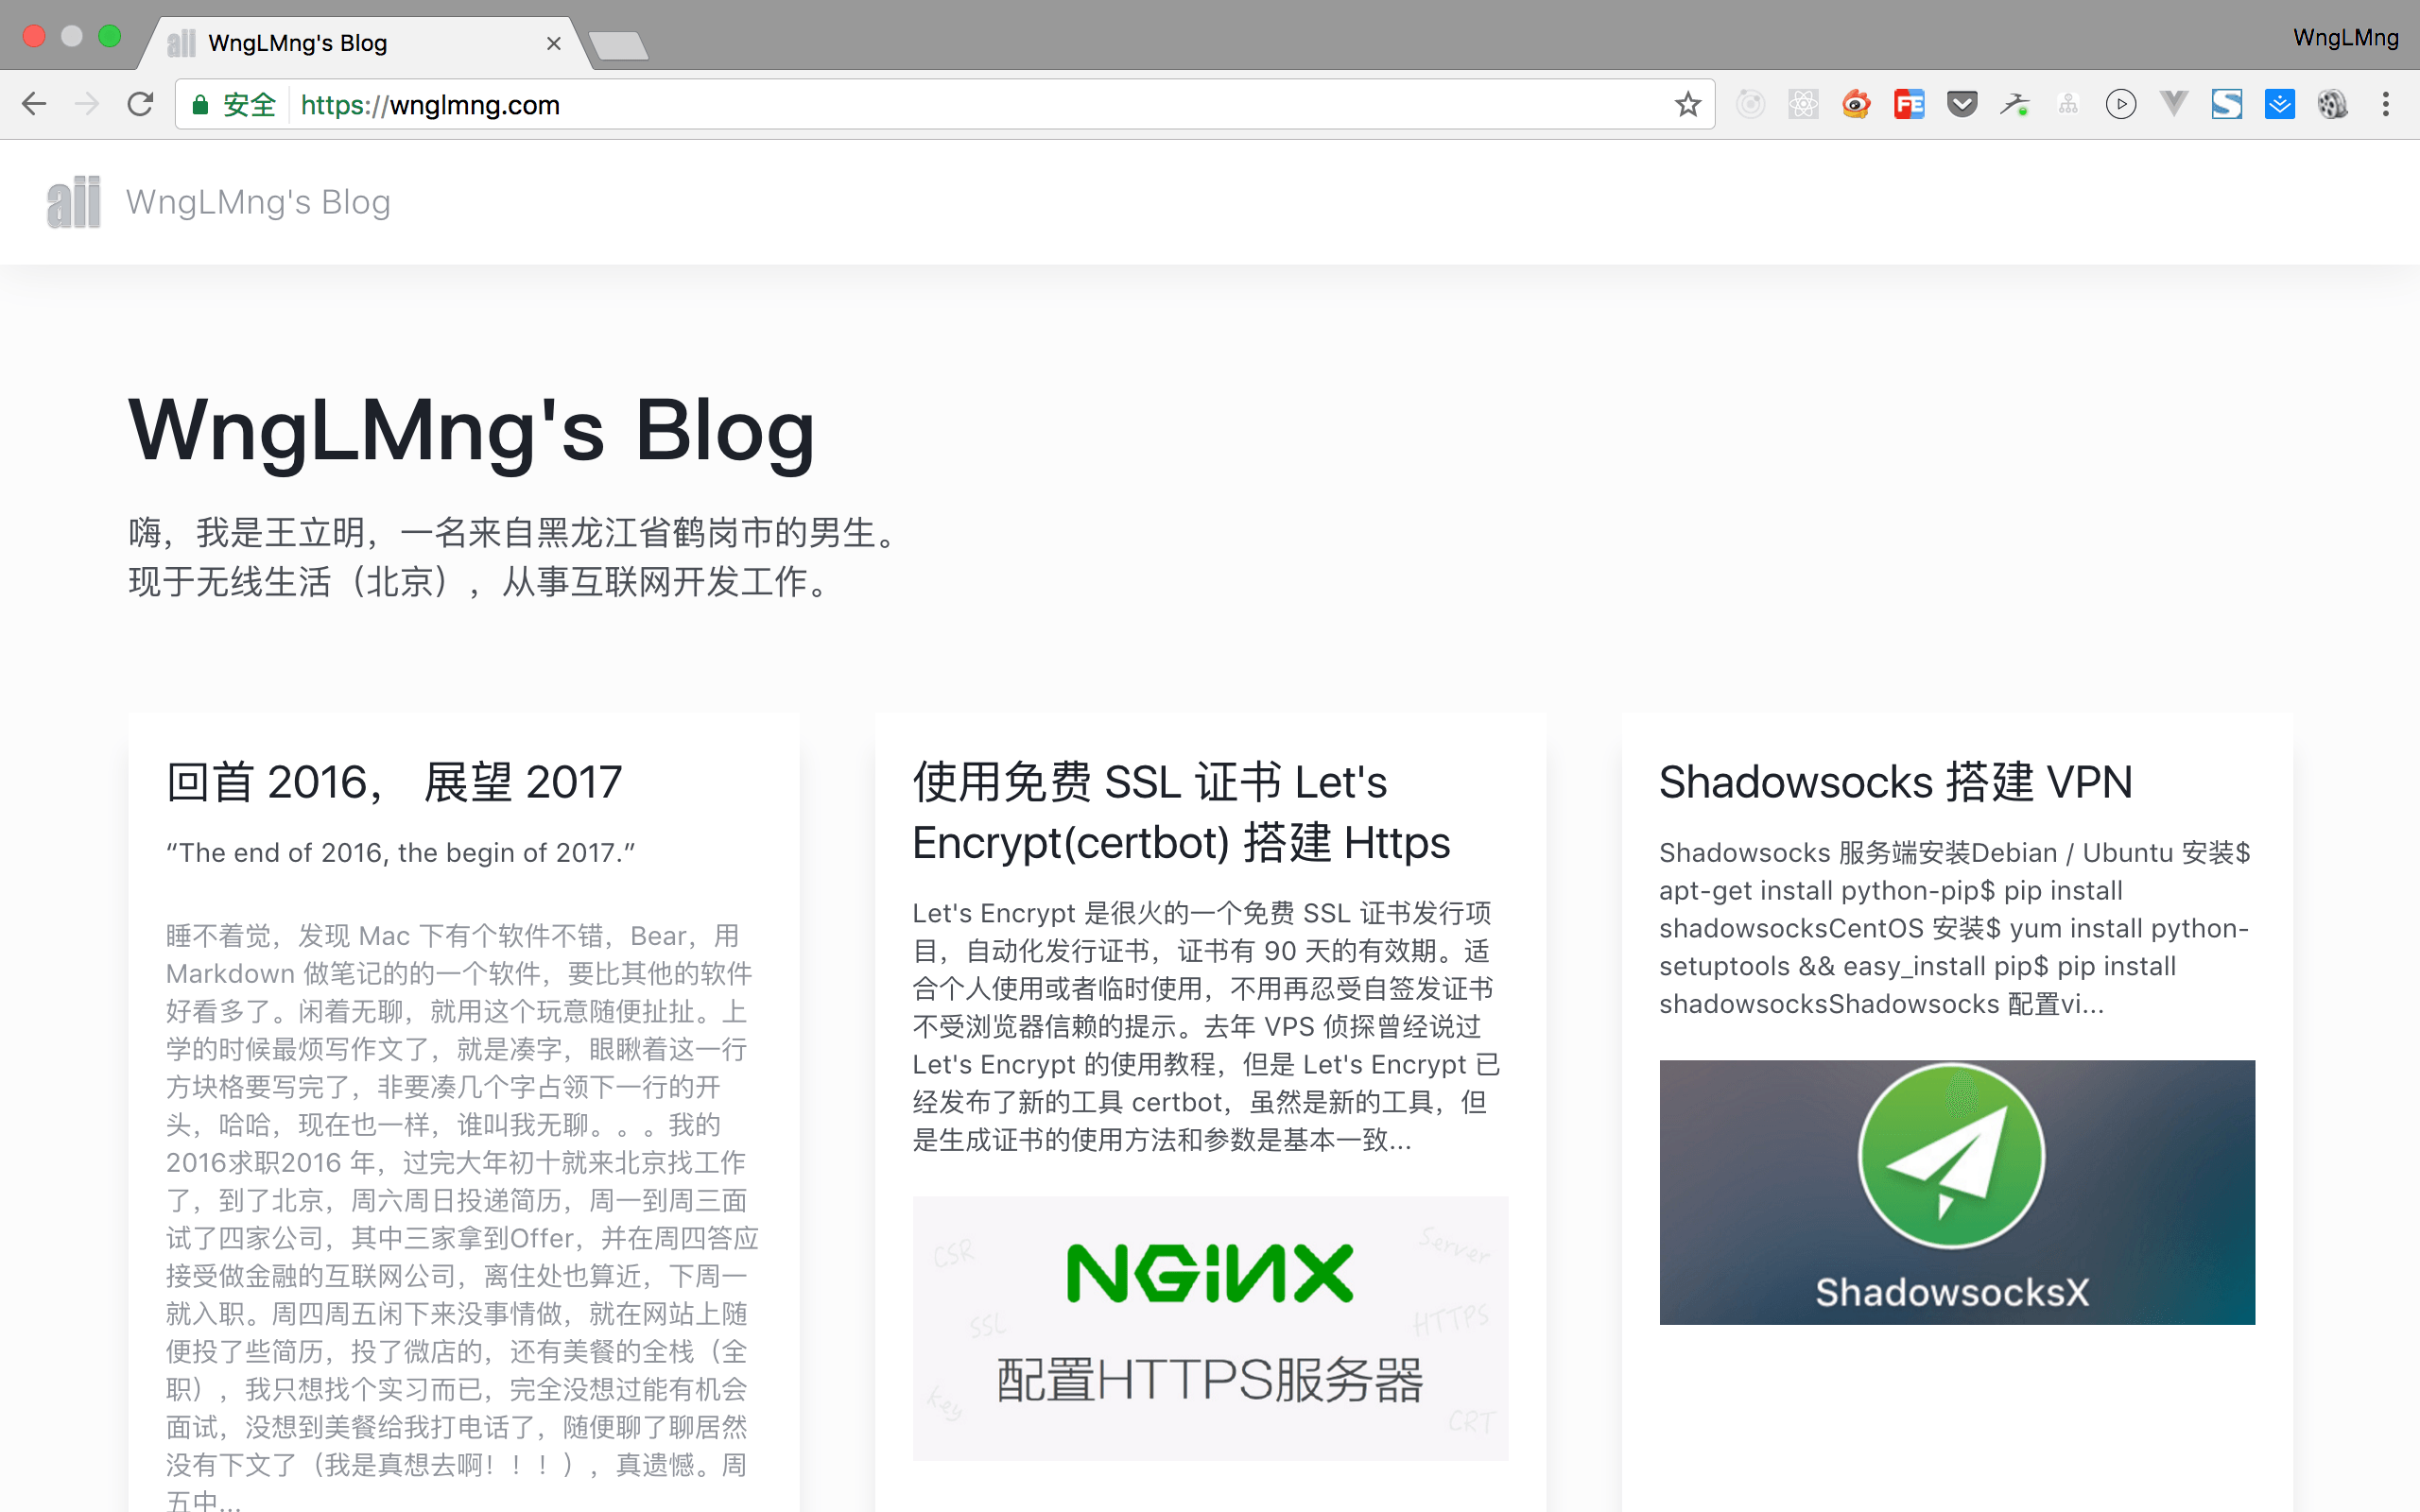 aii WngLMng's Blog
WngLMng
安全 https://wnglmng.com
FE
aii WngLMng's Blog
WngLMng's Blog
嗨，我是王立明，一名来自黑龙江省鹤岗市的男生。
现于无线生活（北京），从事互联网开发工作。
回首 2016， 展望 2017
“The end of 2016, the begin of 2017.”
睡不着觉，发现 Mac 下有个软件不错，Bear，用
Markdown 做笔记的的一个软件，要比其他的软件
好看多了。闲着无聊，就用这个玩意随便扯扯。上
学的时候最烦写作文了，就是凑字，眼瞅着这一行
方块格要写完了，非要凑几个字占领下一行的开
头，哈哈，现在也一样，谁叫我无聊。。。我的
2016求职2016 年，过完大年初十就来北京找工作
了，到了北京，周六周日投递简历，周一到周三面
试了四家公司，其中三家拿到Offer，并在周四答应
接受做金融的互联网公司，离住处也算近，下周一
就入职。周四周五闲下来没事情做，就在网站上随
便投了些简历，投了微店的，还有美餐的全栈（全
职），我只想找个实习而已，完全没想过能有机会
面试，没想到美餐给我打电话了，随便聊了聊居然
没有下文了（我是真想去啊！！！），真遗憾。周
五中...
使用免费 SSL 证书 Let's
Encrypt(certbot) 搭建 Https
Let's Encrypt 是很火的一个免费 SSL 证书发行项
目，自动化发行证书，证书有 90 天的有效期。适
合个人使用或者临时使用，不用再忍受自签发证书
不受浏览器信赖的提示。去年 VPS 侦探曾经说过
Let's Encrypt 的使用教程，但是 Let's Encrypt 已
经发布了新的工具 certbot，虽然是新的工具，但
是生成证书的使用方法和参数是基本一致...
CSR
Server
NGINX
SSL
HTTPS
配置HTTPS服务器
Key
CRT
Shadowsocks 搭建 VPN
Shadowsocks 服务端安装Debian / Ubuntu 安装$
apt-get install python-pip$ pip install
shadowsocksCentOS 安装$ yum install python-
setuptools && easy_install pip$ pip install
shadowsocksShadowsocks 配置vi...
ShadowsocksX